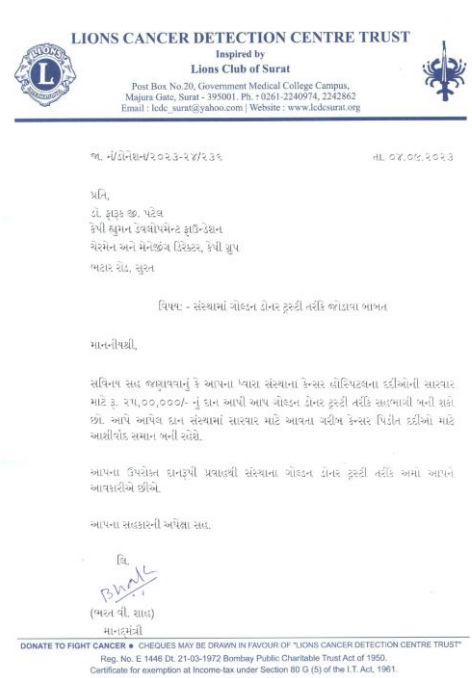 LIONS CANCER DETECTION CENTRE TRUST
Inspired by
Lions Club of Surat
Post Box No.20, Government Medical College Campus,
Majura Gate, Surat - 395001. Ph. : 0261-2240974, 2242862
Email : lcdc_surat@yahoo.com | Website : www.lcdcsurat.org
LIONS
L
જા. નં/ડોનેશન/૨૦૨૩-૨૪/૨૩૬
તા. ૦૪.૦૯.૨૦૨૩
પ્રતિ,
ડૉ. ફારૂક જી. પટેલ
કેપી હ્યુમન ડેવલોપમેન્ટ ફાઉન્ડેશન
ચેરમેન અને મેનેજીંગ ડિરેક્ટર, કેપી ગ્રુપ
ભટાર રોડ, સુરત
વિષય: - સંસ્થામાં ગોલ્ડન ડોનર ટ્રસ્ટી તરીકે જોડાવા બાબત
માનનીયશ્રી,
સવિનય સહ જણાવવાનું કે આપના ધ્વારા સંસ્થાના કેન્સર હોસ્પિટલના દર્દીઓની સારવાર
માટે રૂ. ૨૫,૦૦,૦૦૦/- નું દાન આપી આપ ગોલ્ડન ડોનર ટ્રસ્ટી તરીકે સહભાગી બની શકો
છો. આપે આપેલ દાન સંસ્થામાં સારવાર માટે આવતા ગરીબ કેન્સર પિડીત દર્દીઓ માટે
આશીર્વાદ સમાન બની રહેશે.
આપના ઉપરોક્ત દાનરૂપી પ્રવાહથી સંસ્થાના ગોલ્ડન ડોનર ટ્રસ્ટી તરીકે અમો આપને
આવકારીએ છીએ.
આપના સહકારની અપેક્ષા સહ.
લિ.
(ભરત વી. શાહ)
માનદ્દમંત્રી
DONATE TO FIGHT CANCER ● CHEQUES MAY BE DRAWN IN FAVOUR OF "LIONS CANCER DETECTION CENTRE TRUST"
Reg. No. E 1446 Dt. 21-03-1972 Bombay Public Charitable Trust Act of 1950.
Certificate for exemption at Income-tax under Section 80 G (5) of the I.T. Act, 1961.